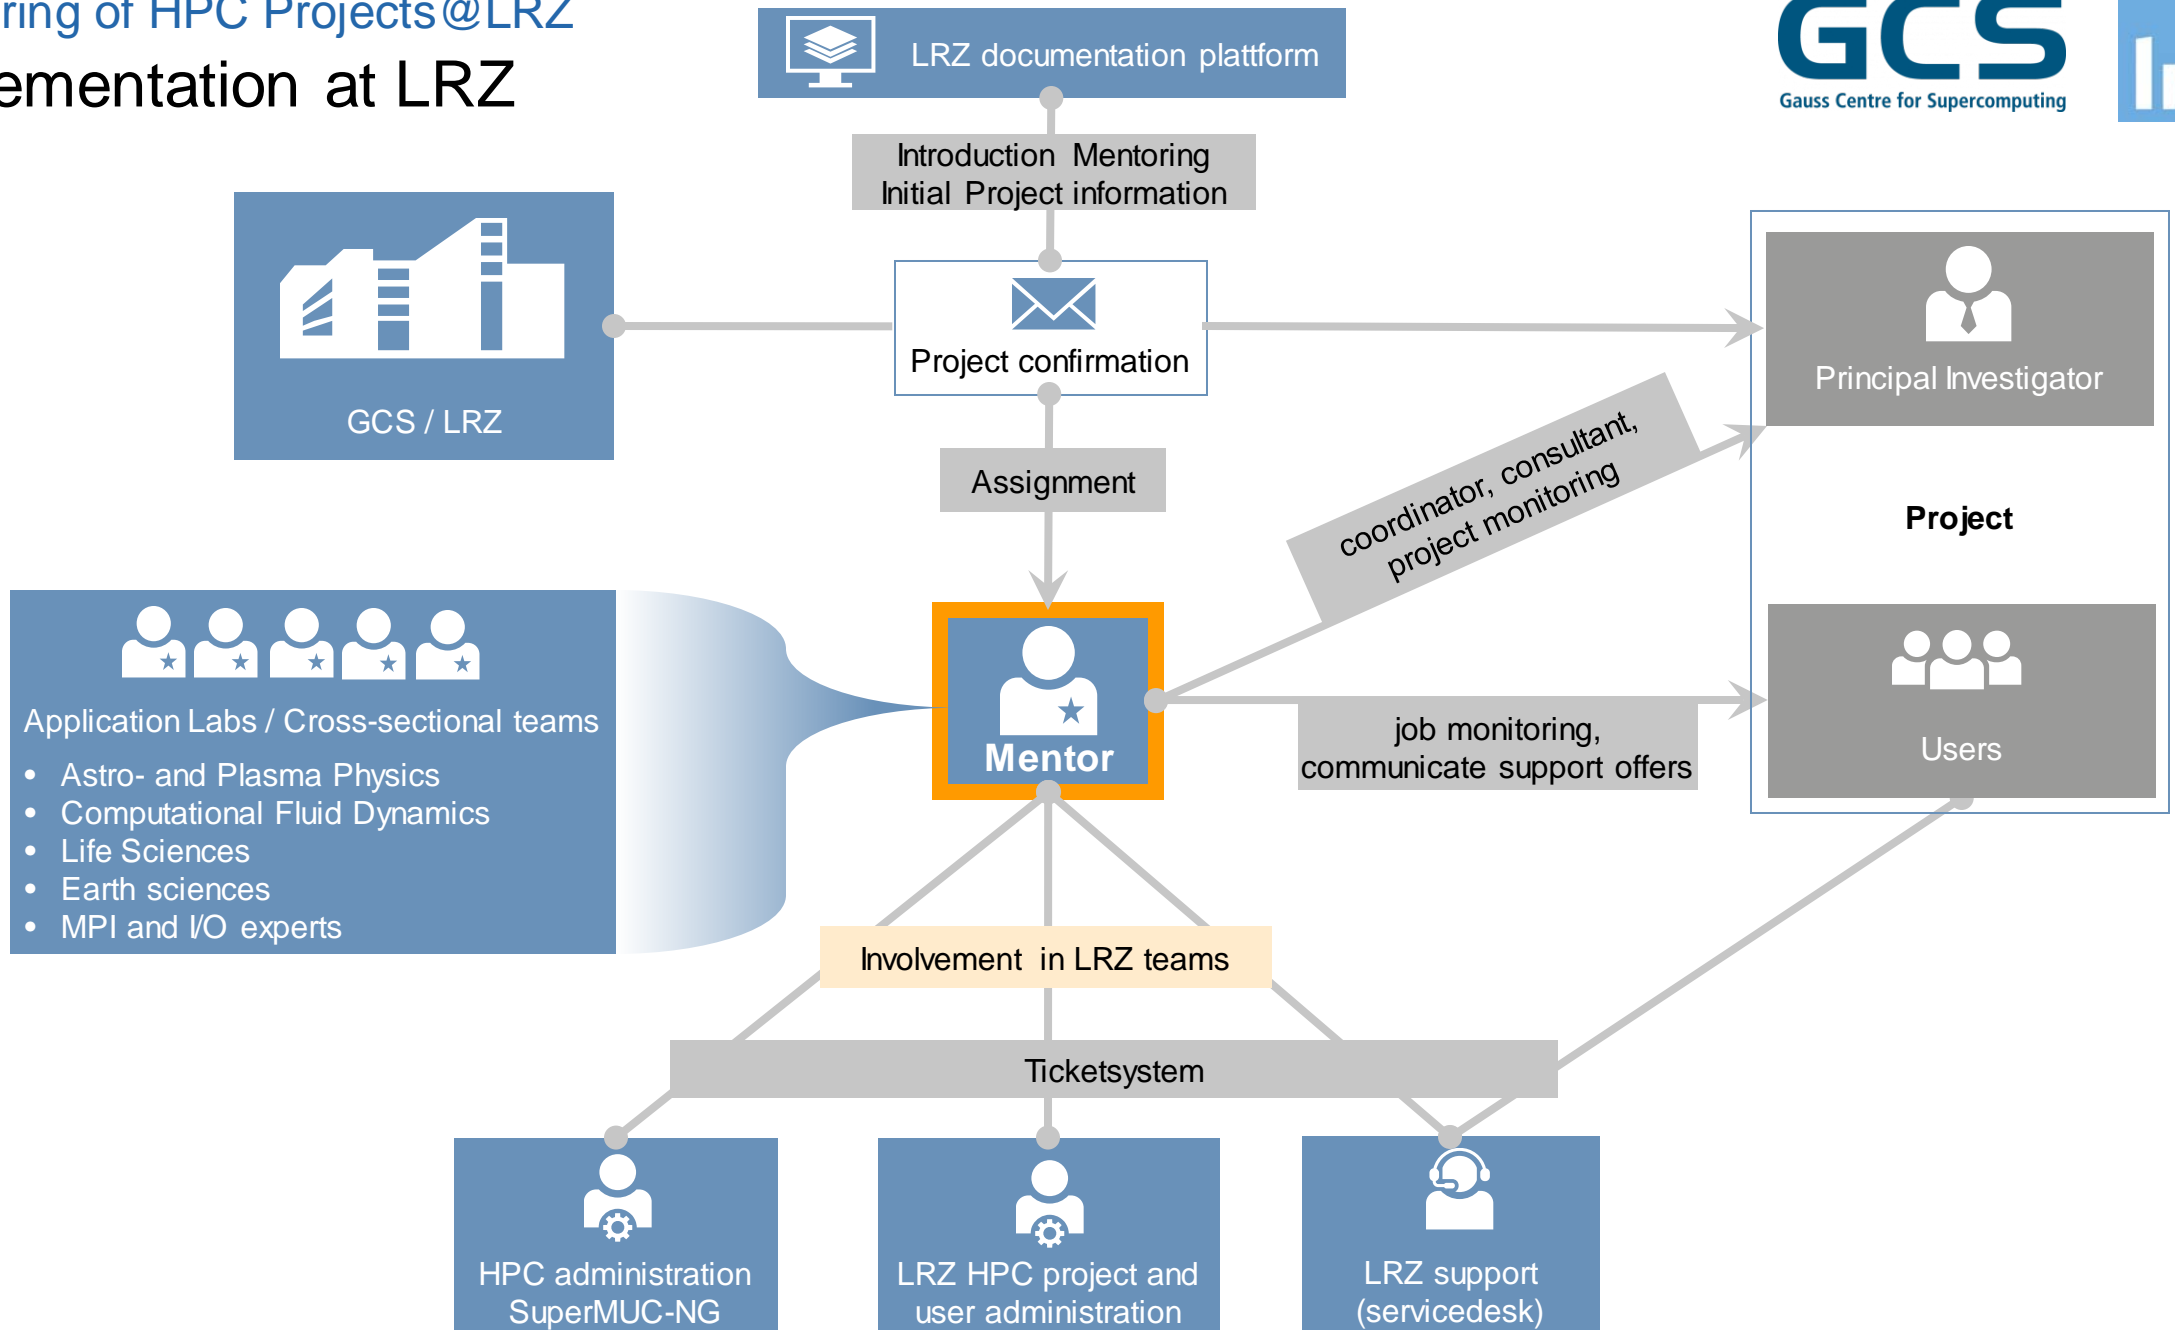 ring of HPC Projects@LRZ
ementation at LRZ
LRZ documentation plattform
GCS
Gauss Centre for Supercomputing
Introduction Mentoring
Initial Project information
GCS / LRZ
Project confirmation
Principal Investigator
Assignment
coordinator, consultant,
project monitoring
Project
Application Labs / Cross-sectional teams
• Astro- and Plasma Physics
• Computational Fluid Dynamics
• Life Sciences
• Earth sciences
• MPI and I/O experts
Mentor
job monitoring,
communicate support offers
Users
Involvement in LRZ teams
Ticketsystem
HPC administration
SuperMUC-NG
LRZ HPC project and
user administration
LRZ support
(servicedesk)